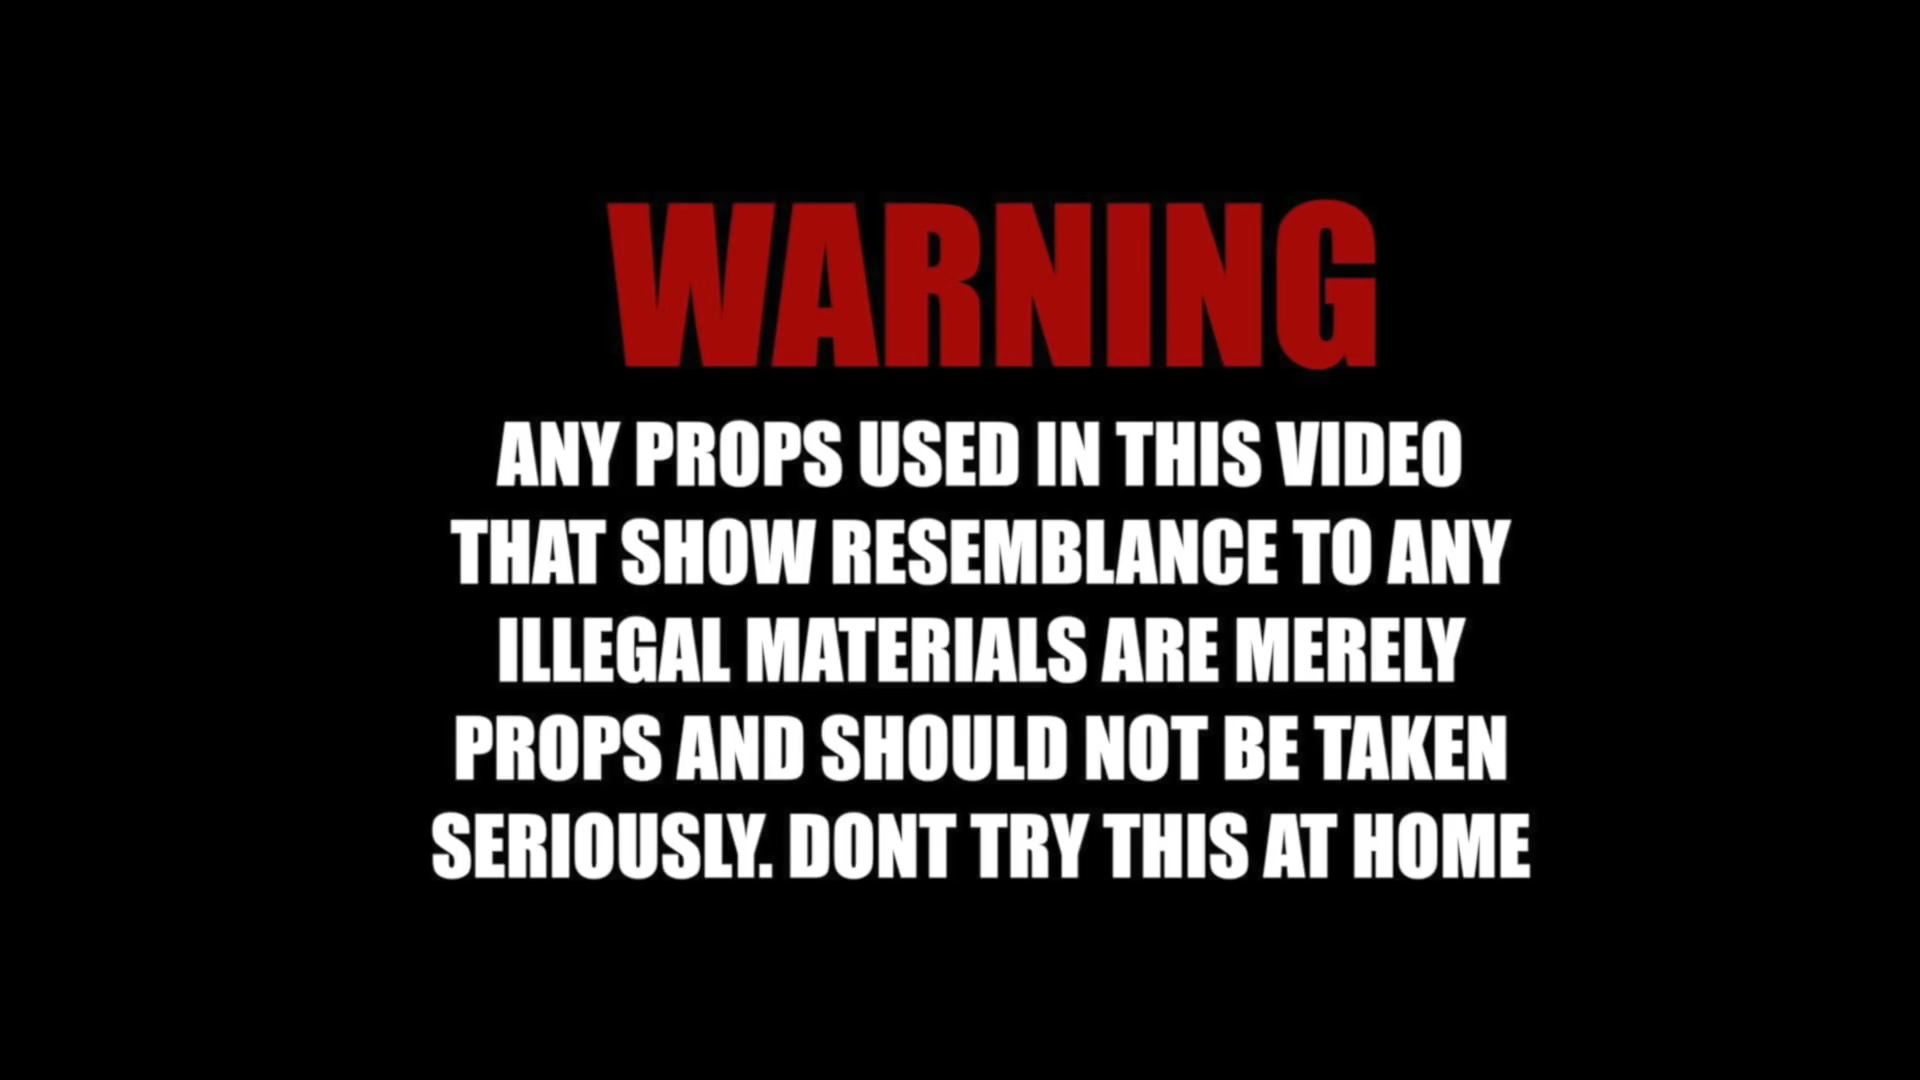 WARNING
ANY PROPS USED IN THIS VIDEO
THAT SHOW RESEMBLANCE TO ANY
ILLEGAL MATERIALS ARE MERELY
PROPS AND SHOULD NOT BE TAKEN
SERIOUSLY. DONT TRY THIS AT HOME